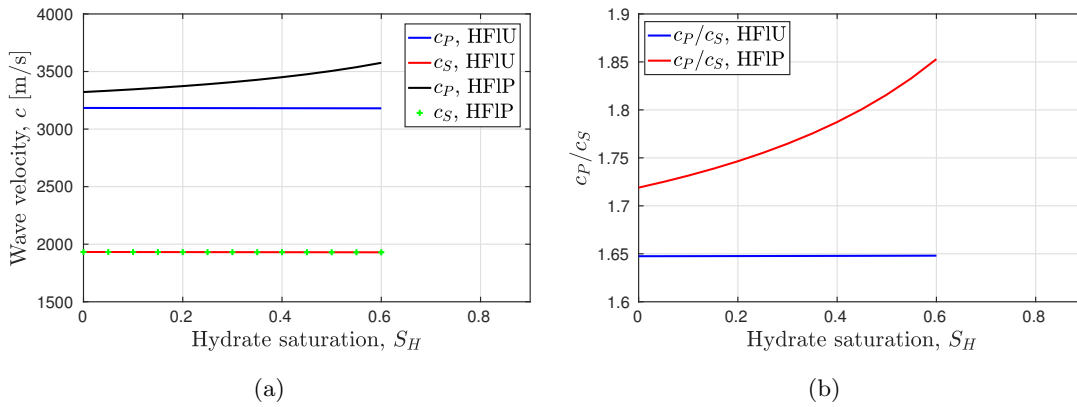 4000
3500
3000
2500
2000
1500
0
0.2
0.4
0.6
0.8
Wave velocity, c [m/s]
Hydrate saturation, S_H
c_P, HFlU
c_S, HFlU
c_P, HFlP
c_S, HFlP
(a)
1.9
1.85
1.8
1.75
1.7
1.65
1.6
0
0.2
0.4
0.6
0.8
c_P/c_S
Hydrate saturation, S_H
c_P/c_S, HFlU
c_P/c_S, HFlP
(b)